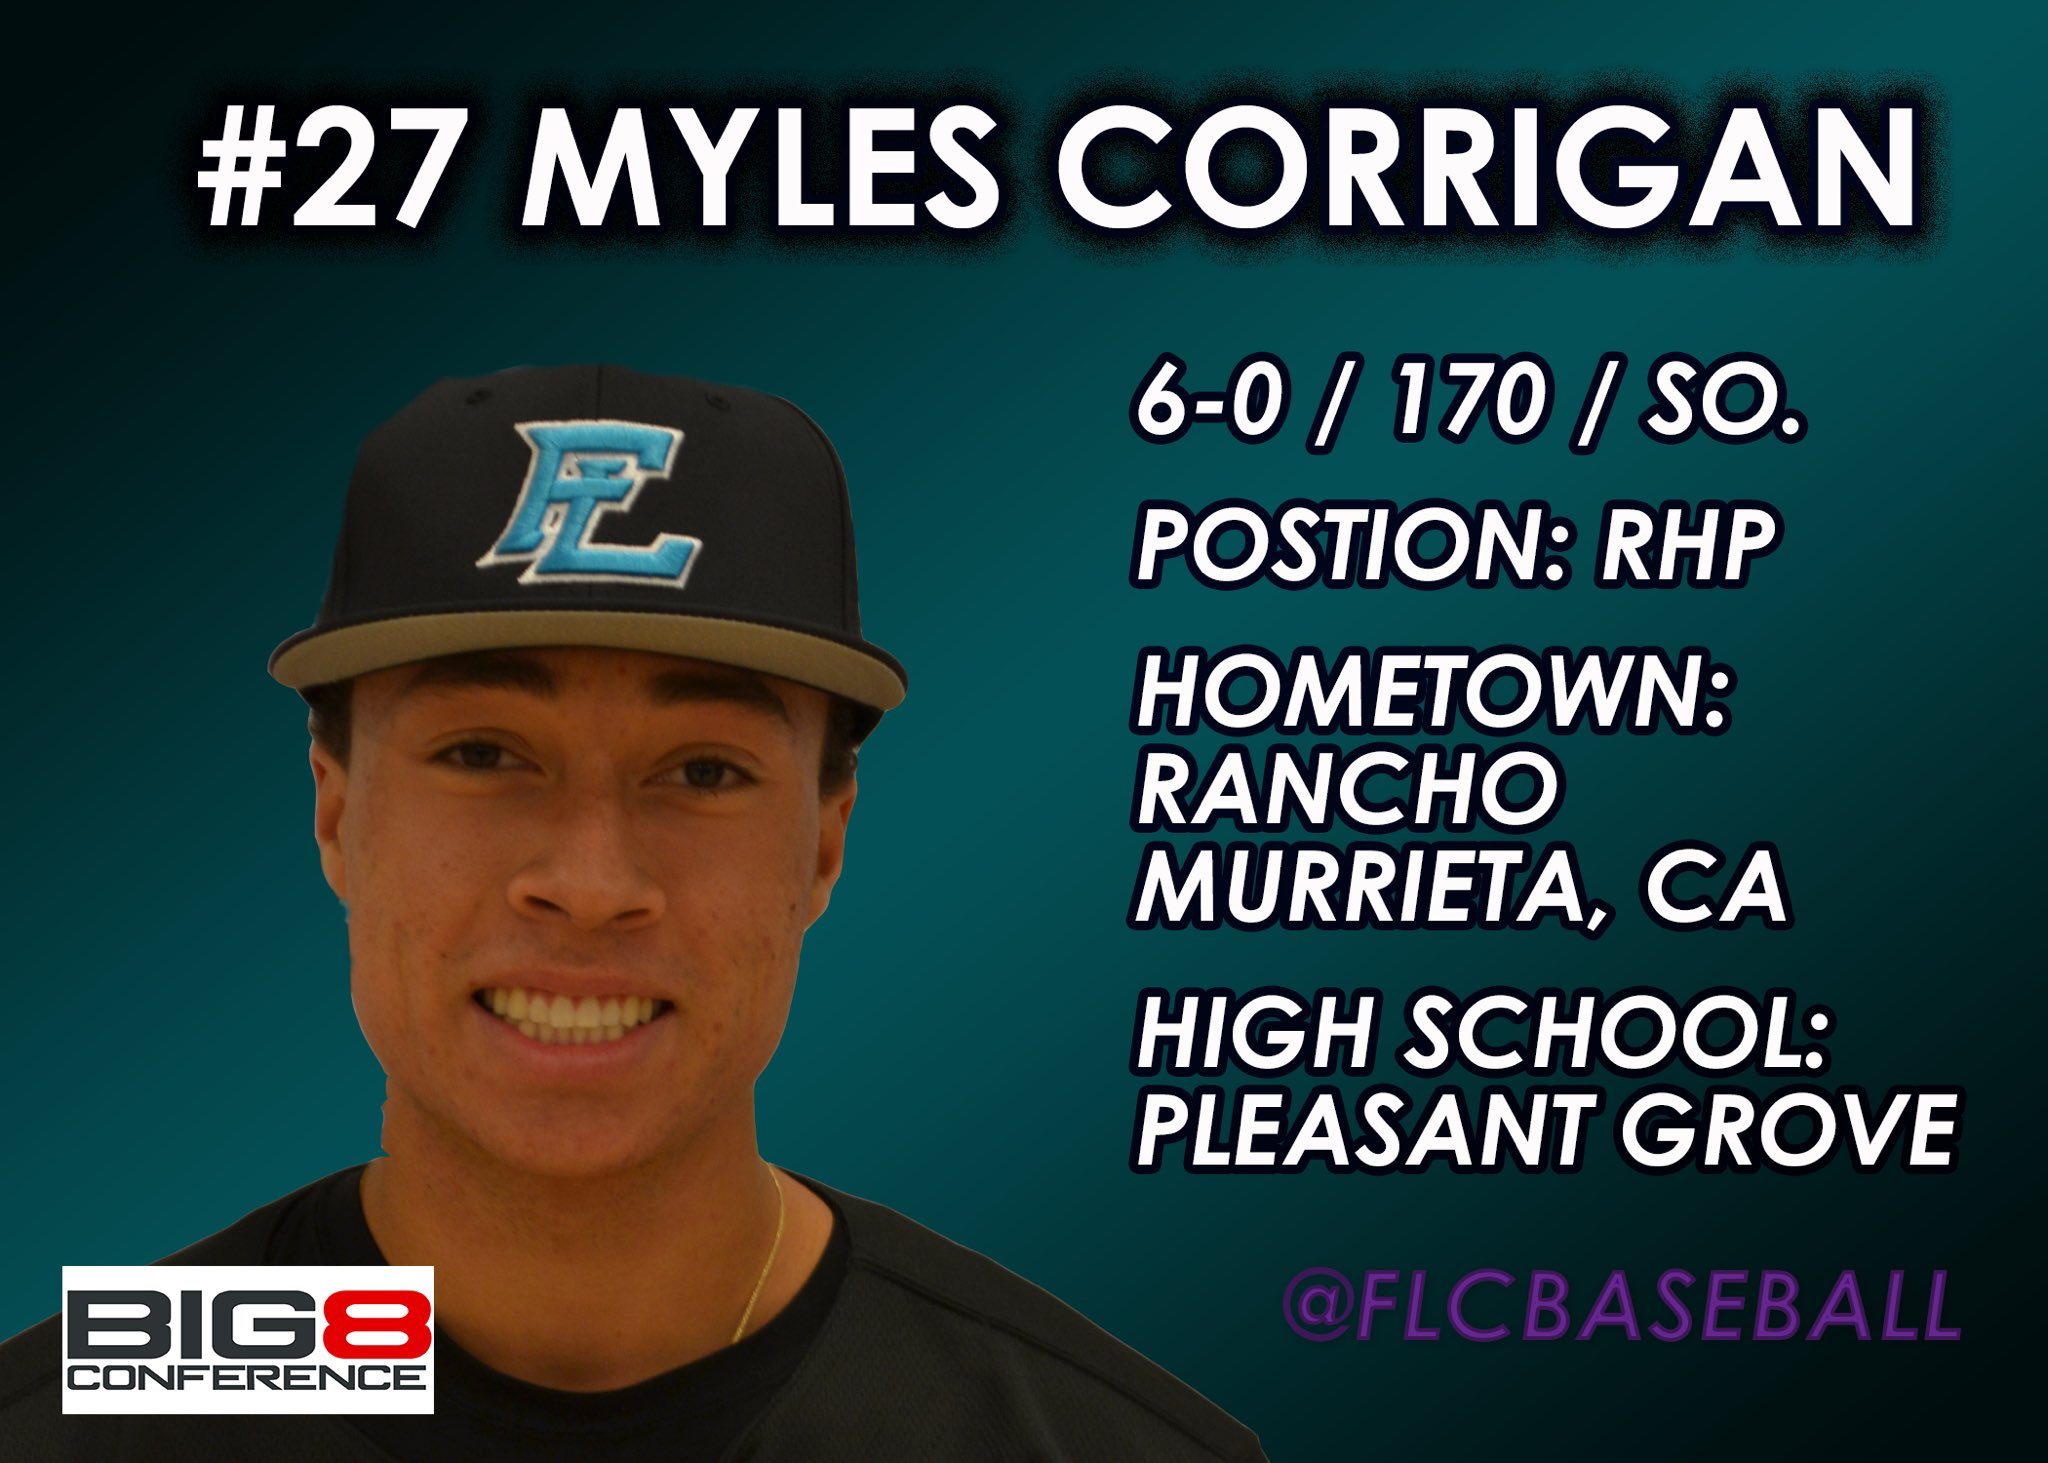 #27 MYLES CORRIGAN
6-0 / 170 / SO.
POSTION: RHP
HOMETOWN:
RANCHO
MURRIETA, CA
HIGH SCHOOL:
PLEASANT GROVE
@FLCBASEBALL
FL
BIG8
CONFERENCE